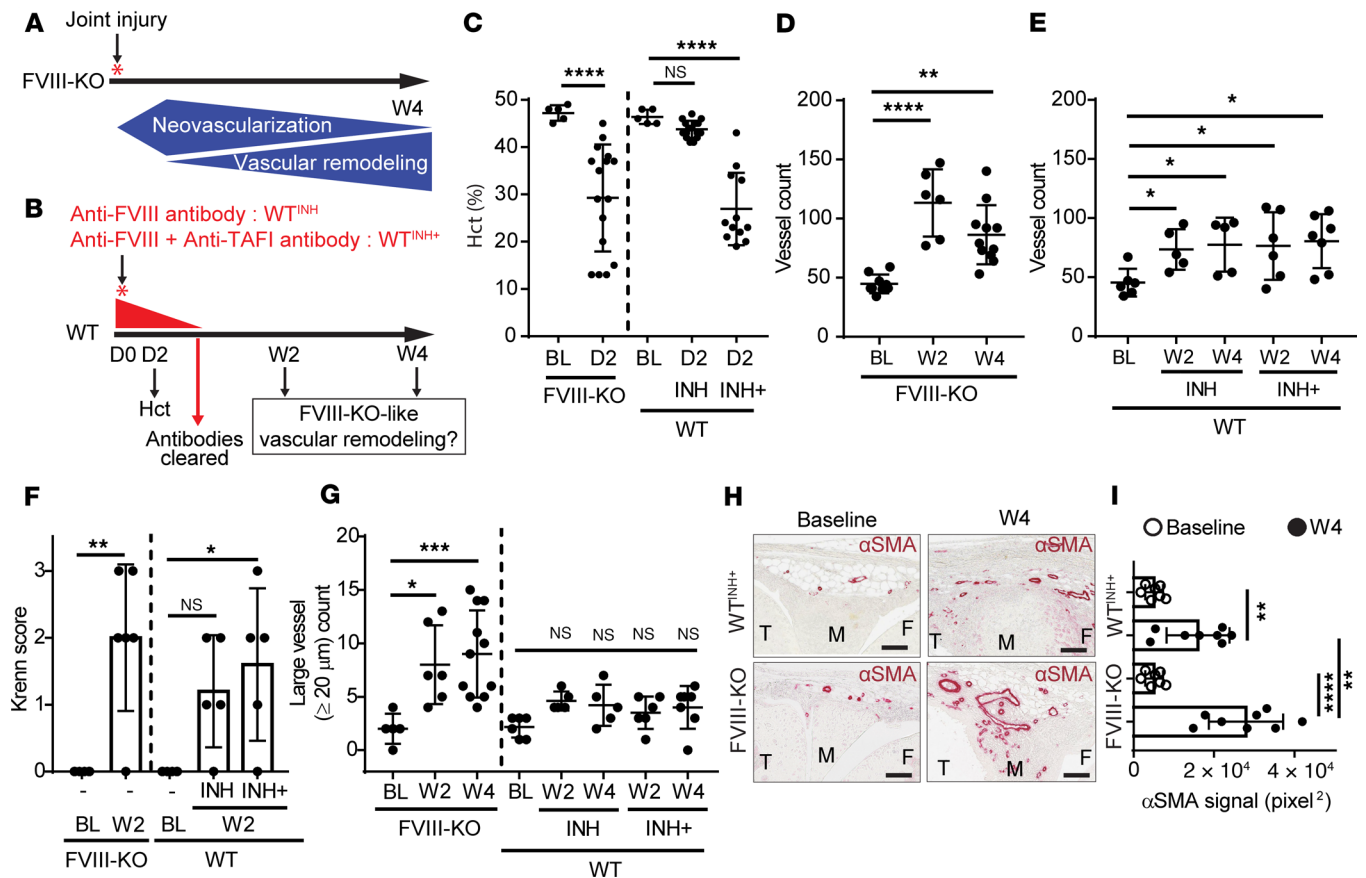 A
Joint injury
*
FVIII-KO
W4
Neovascularization
Vascular remodeling
B
Anti-FVIII antibody : WT^INH
Anti-FVIII + Anti-TAFI antibody : WT^INH+
*
WT
D0 D2 W2 W4
Hct
Antibodies
cleared
FVIII-KO-like
vascular remodeling?
C
****
****
NS
Hct (%)
50
40
30
20
10
0
BL D2 BL D2 D2
INH INH+
FVIII-KO
WT
D
**
****
Vessel count
200
150
100
50
0
BL W2 W4
FVIII-KO
E
*
*
*
*
Vessel count
200
150
100
50
0
BL W2 W4 W2 W4
INH INH+
WT
F
**
*
NS
Krenn score
3
2
1
0
- - - INH INH+
BL W2 BL W2
FVIII-KO WT
G
***
*
NS NS NS NS
Large vessel
(≥ 20 μm) count
20
15
10
5
0
BL W2 W4 BL W2 W4 W2 W4
FVIII-KO INH INH+
WT
H
Baseline W4
WT^INH+
αSMA αSMA
T M F T M F
FVIII-KO
αSMA αSMA
T M F T M F
I
Baseline W4
WT^INH+
FVIII-KO
**
**
****
0 2 × 10⁴ 4 × 10⁴
αSMA signal (pixel²)